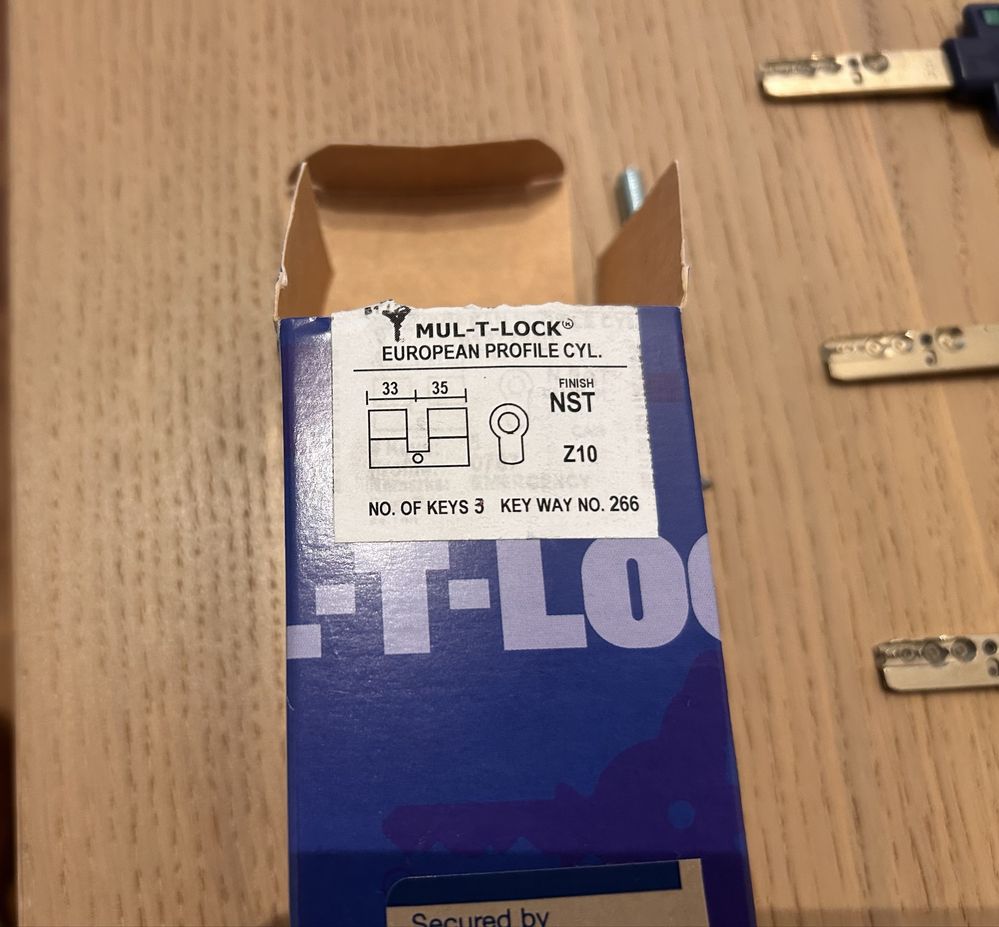 MUL-T-LOCK®
EUROPEAN PROFILE CYL.
33 35
FINISH
NST
Z10
NO. OF KEYS 3 KEY WAY NO. 266
-T-LOC
Secured by